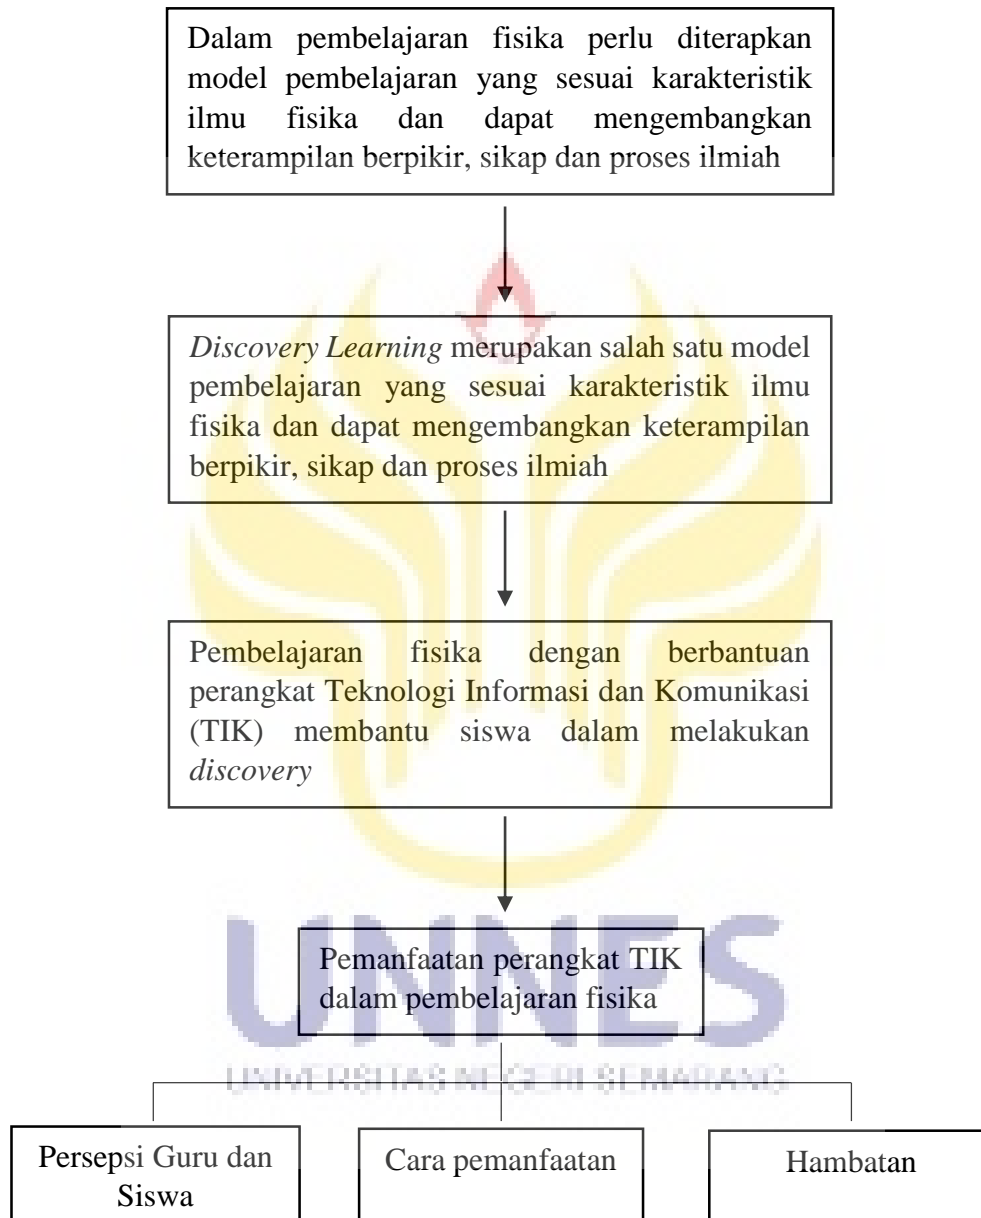 Dalam pembelajaran fisika perlu diterapkan
model pembelajaran yang sesuai karakteristik
ilmu fisika dan dapat mengembangkan
keterampilan berpikir, sikap dan proses ilmiah
Discovery Learning merupakan salah satu model
pembelajaran yang sesuai karakteristik ilmu
fisika dan dapat mengembangkan keterampilan
berpikir, sikap dan proses ilmiah
Pembelajaran fisika dengan berbantuan
perangkat Teknologi Informasi dan Komunikasi
(TIK) membantu siswa dalam melakukan
discovery
UNNES
Pemanfaatan perangkat TIK
dalam pembelajaran fisika
UNIVERSITAS NEGERI SEMARANG
Persepsi Guru dan
Siswa
Cara pemanfaatan
Hambatan